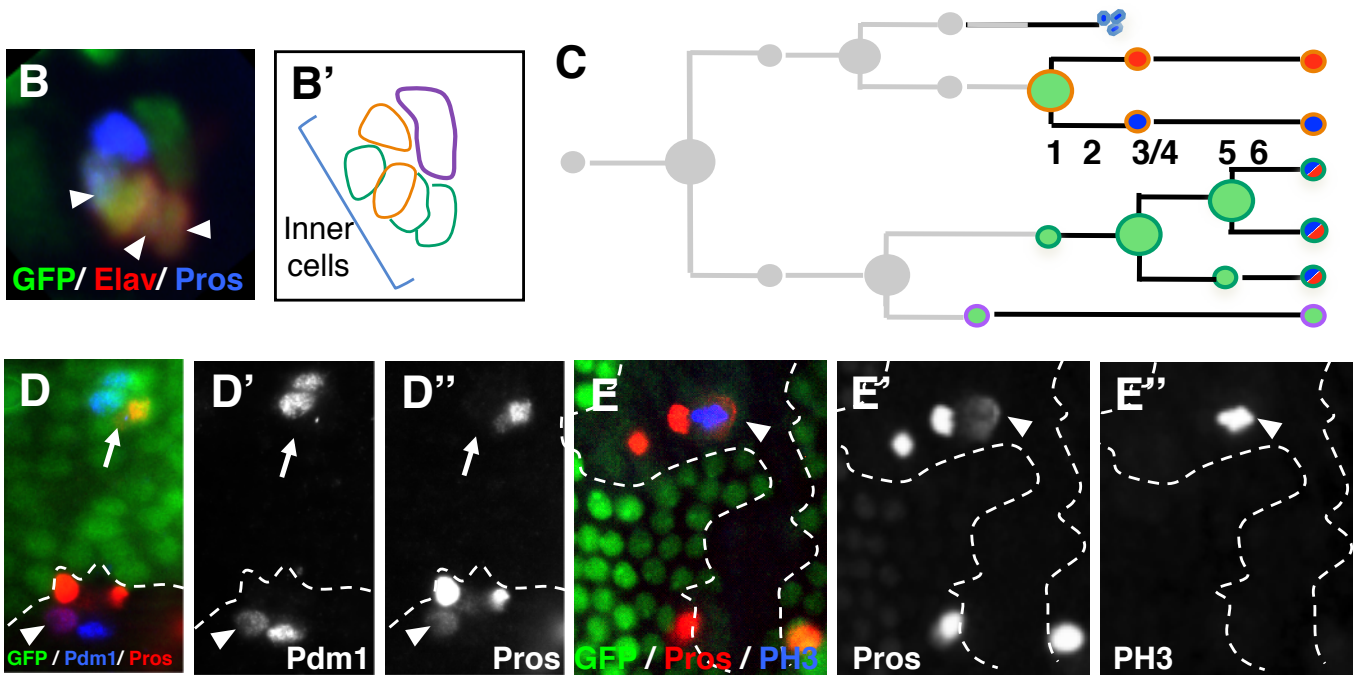 B
GFP/ Elav/ Pros
B'
Inner
cells
C
1 2 3/4 5 6
D
GFP / Pdm1/ Pros
D'
Pdm1
D''
Pros
E
GFP / Pros / PH3
E'
Pros
E''
PH3